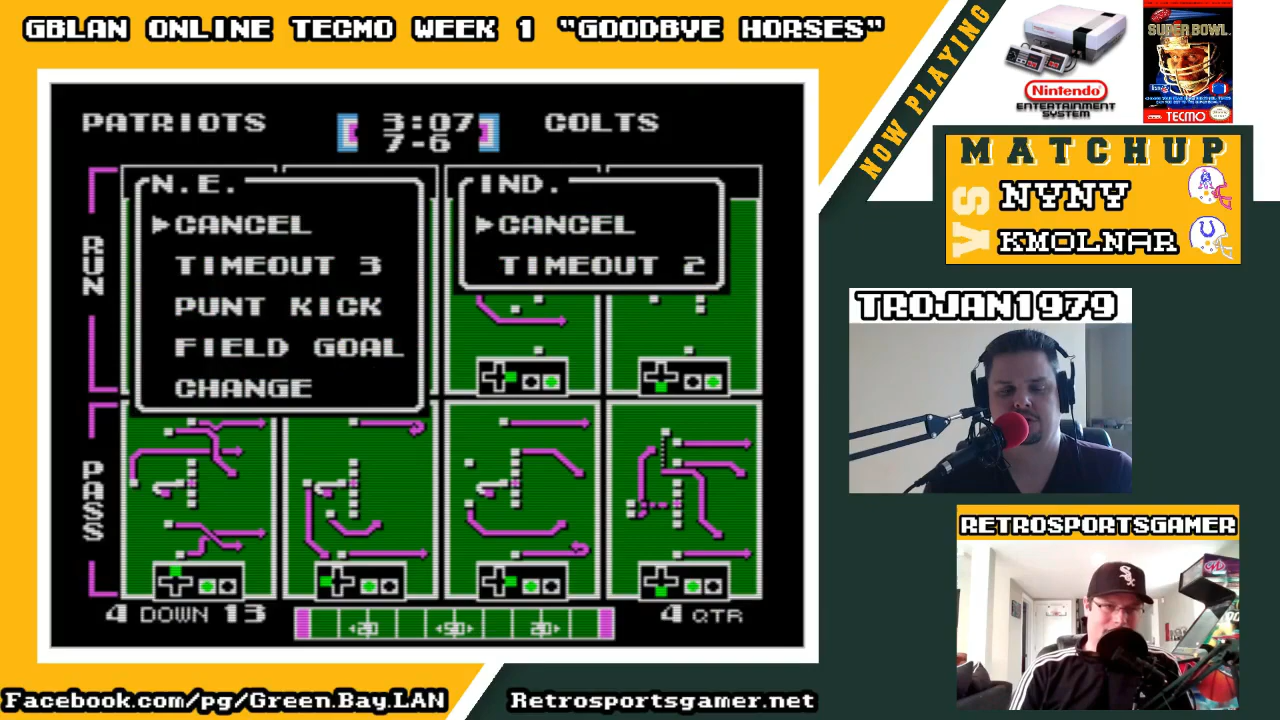 GBLAN ONLINE TECMO WEEK 1 "GOODBYE HORSES"
PATRIOTS 3:07 COLTS
7-6
N.E.
CANCEL
TIMEOUT 3
PUNT KICK
FIELD GOAL
CHANGE
IND.
CANCEL
TIMEOUT 2
RUN
PASS
4 DOWN 13
20 50 20
4 QTR
NOW PLAYING
Nintendo
ENTERTAINMENT
SYSTEM
SUPER BOWL
TECMO
MATCHUP
VS
NYNY
KMOLNAR
TROJAN1979
RETROSPORTSGAMER
Facebook.com/pg/Green.Bay.LAN
Retrosportsgamer.net